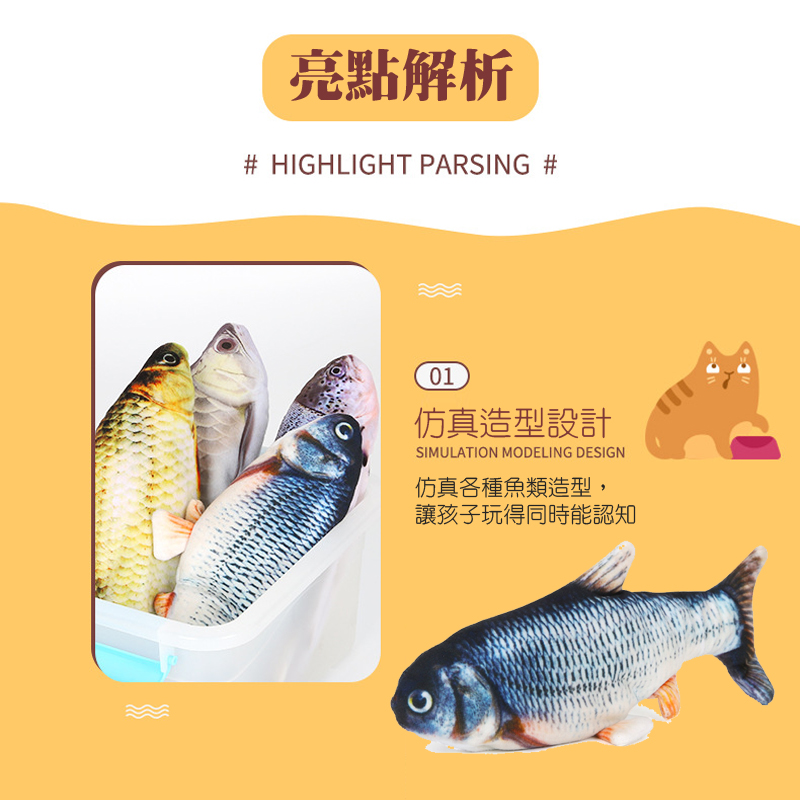 亮點解析
# HIGHLIGHT PARSING #
01
仿真造型設計
SIMULATION MODELING DESIGN
仿真各種魚類造型，
讓孩子玩得同時能認知